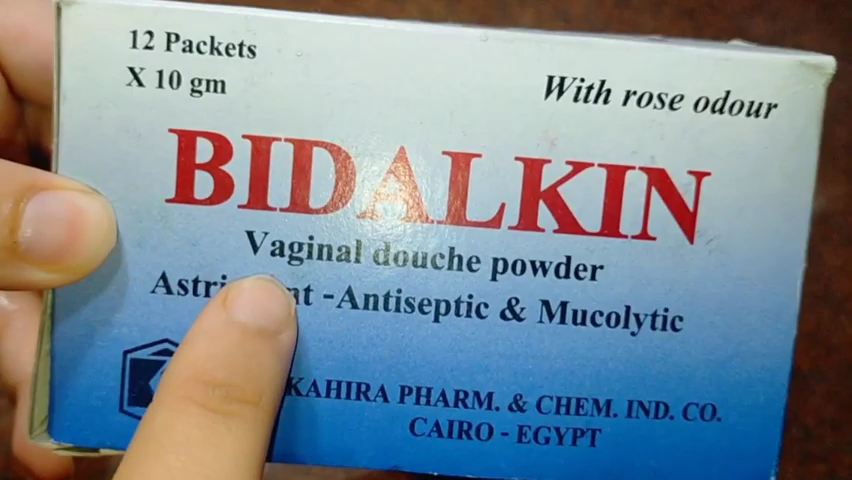 12 Packets
X 10 gm
With rose odour
BIDALKIN
Vaginal douche powder
-Antiseptic & Mucolytic
KAHIRA PHARM. & CHEM. IND. CO.
CAIRO - EGYPT